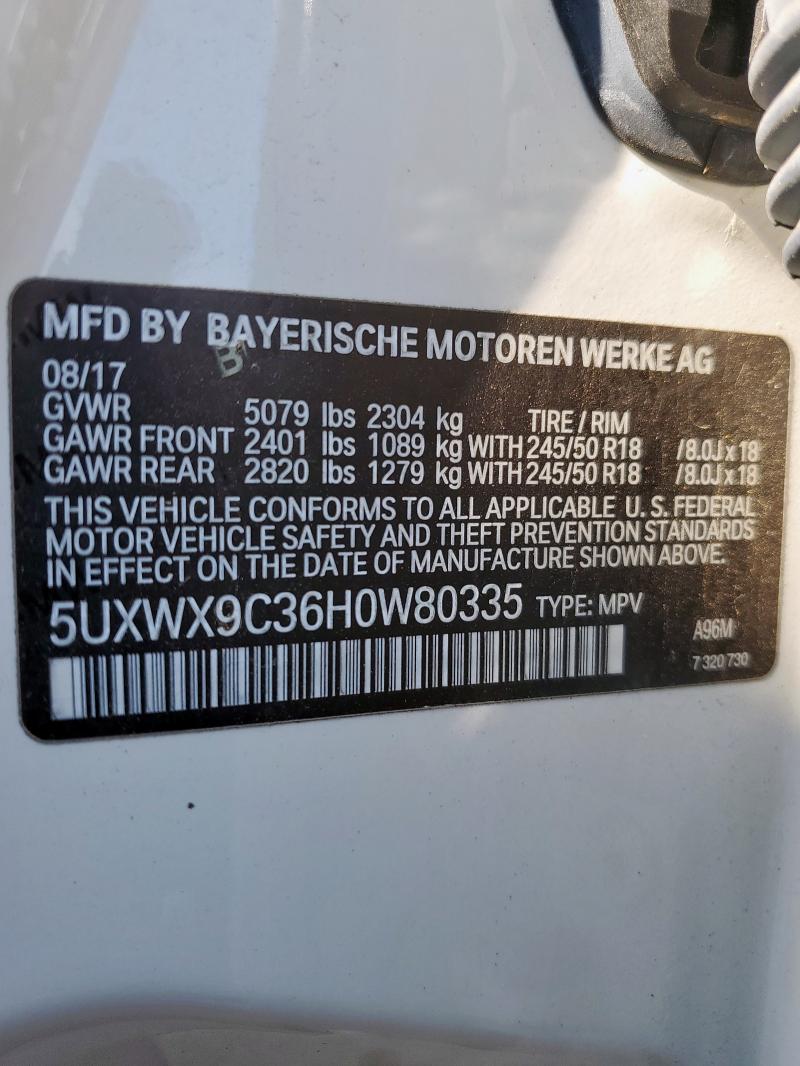 MFD BY BAYERISCHE MOTOREN WERKE AG
08/17
GVWR 5079 lbs 2304 kg TIRE / RIM
GAWR FRONT 2401 lbs 1089 kg WITH 245/50 R18 /8.0J x 18
GAWR REAR 2820 lbs 1279 kg WITH 245/50 R18 /8.0J x 18
THIS VEHICLE CONFORMS TO ALL APPLICABLE U.S. FEDERAL
MOTOR VEHICLE SAFETY AND THEFT PREVENTION STANDARDS
IN EFFECT ON THE DATE OF MANUFACTURE SHOWN ABOVE.
5UXWX9C36H0W80335 TYPE: MPV
A96M
7 320 730